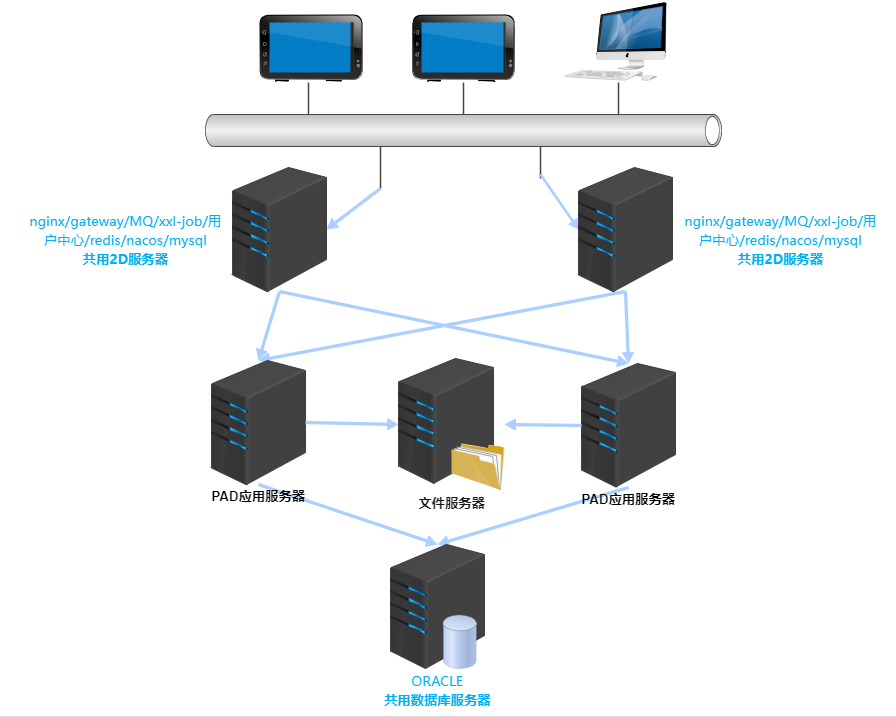 nginx/gateway/MQ/xxl-job/用
户中心/redis/nacos/mysql
共用2D服务器
nginx/gateway/MQ/xxl-job/用
户中心/redis/nacos/mysql
共用2D服务器
PAD应用服务器
文件服务器
PAD应用服务器
ORACLE
共用数据库服务器